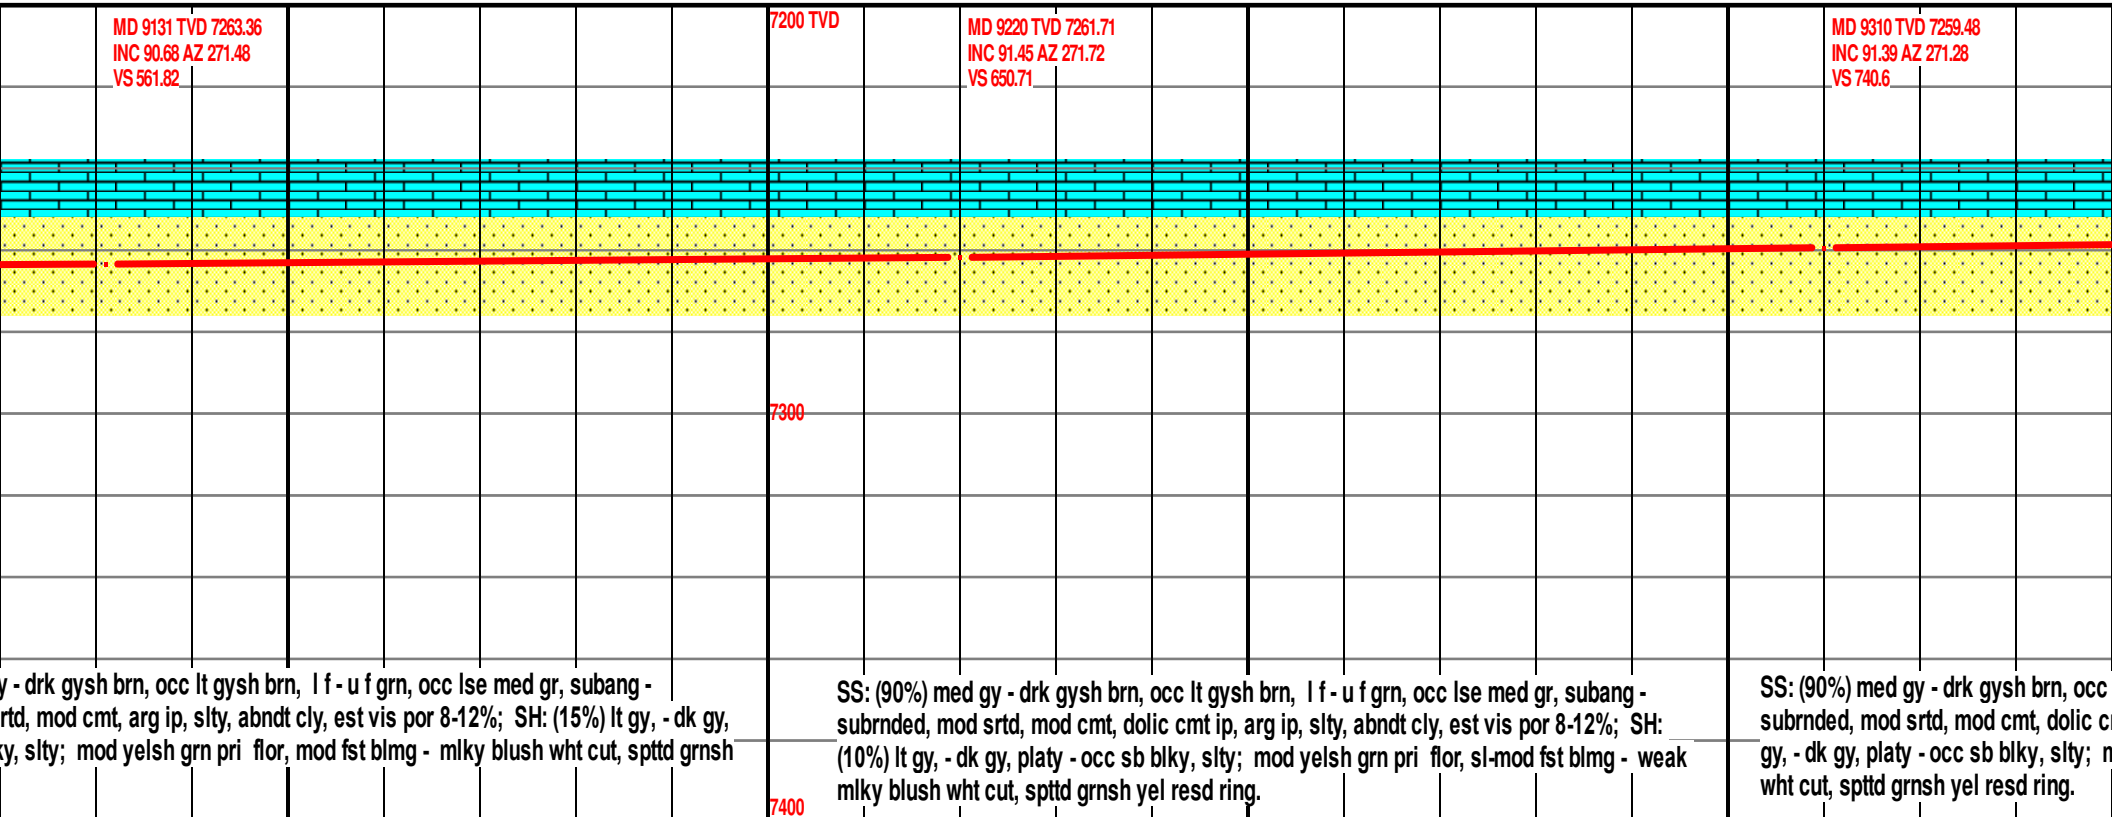 MD 9131 TVD 7263.36
INC 90.68 AZ 271.48
VS 561.82
7200 TVD
MD 9220 TVD 7261.71
INC 91.45 AZ 271.72
VS 650.71
MD 9310 TVD 7259.48
INC 91.39 AZ 271.28
VS 740.6
7300
y - drk gysh brn, occ lt gysh brn, l f - u f grn, occ lse med gr, subang -
rtd, mod cmt, arg ip, slty, abndt cly, est vis por 8-12%; SH: (15%) lt gy, - dk gy,
ky, slty; mod yelsh grn pri flor, mod fst blmg - mlky blush wht cut, spttd grnsh
SS: (90%) med gy - drk gysh brn, occ lt gysh brn, l f - u f grn, occ lse med gr, subang -
subrnded, mod srtd, mod cmt, dolic cmt ip, arg ip, slty, abndt cly, est vis por 8-12%; SH:
(10%) lt gy, - dk gy, platy - occ sb blky, slty; mod yelsh grn pri flor, sl-mod fst blmg - weak
mlky blush wht cut, spttd grnsh yel resd ring.
SS: (90%) med gy - drk gysh brn, occ
subrnded, mod srtd, mod cmt, dolic c
gy, - dk gy, platy - occ sb blky, slty;
wht cut, spttd grnsh yel resd ring.
7400